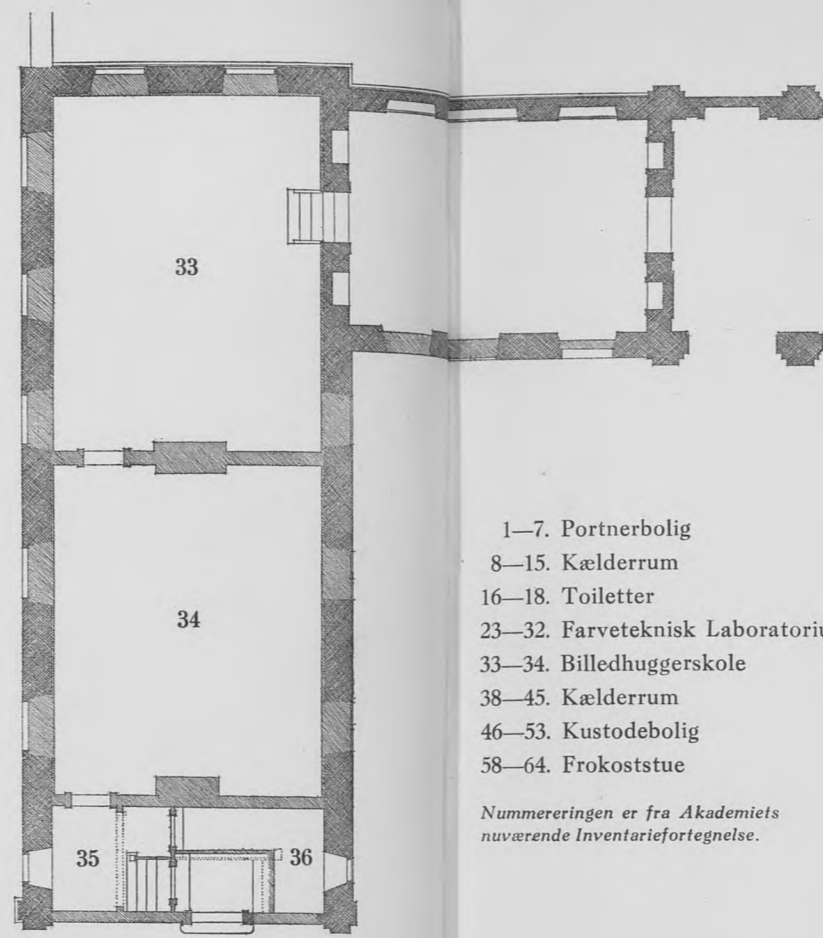 33
34
35
36
1—7. Portnerbolig
8—15. Kælderrum
16—18. Toiletter
23—32. Farveteknisk Laboratoriu
33—34. Billedhuggerskole
38—45. Kælderrum
46—53. Kustodebolig
58—64. Frokoststue
Nummereringen er fra Akademiets
nuværende Inventariefortegnelse.